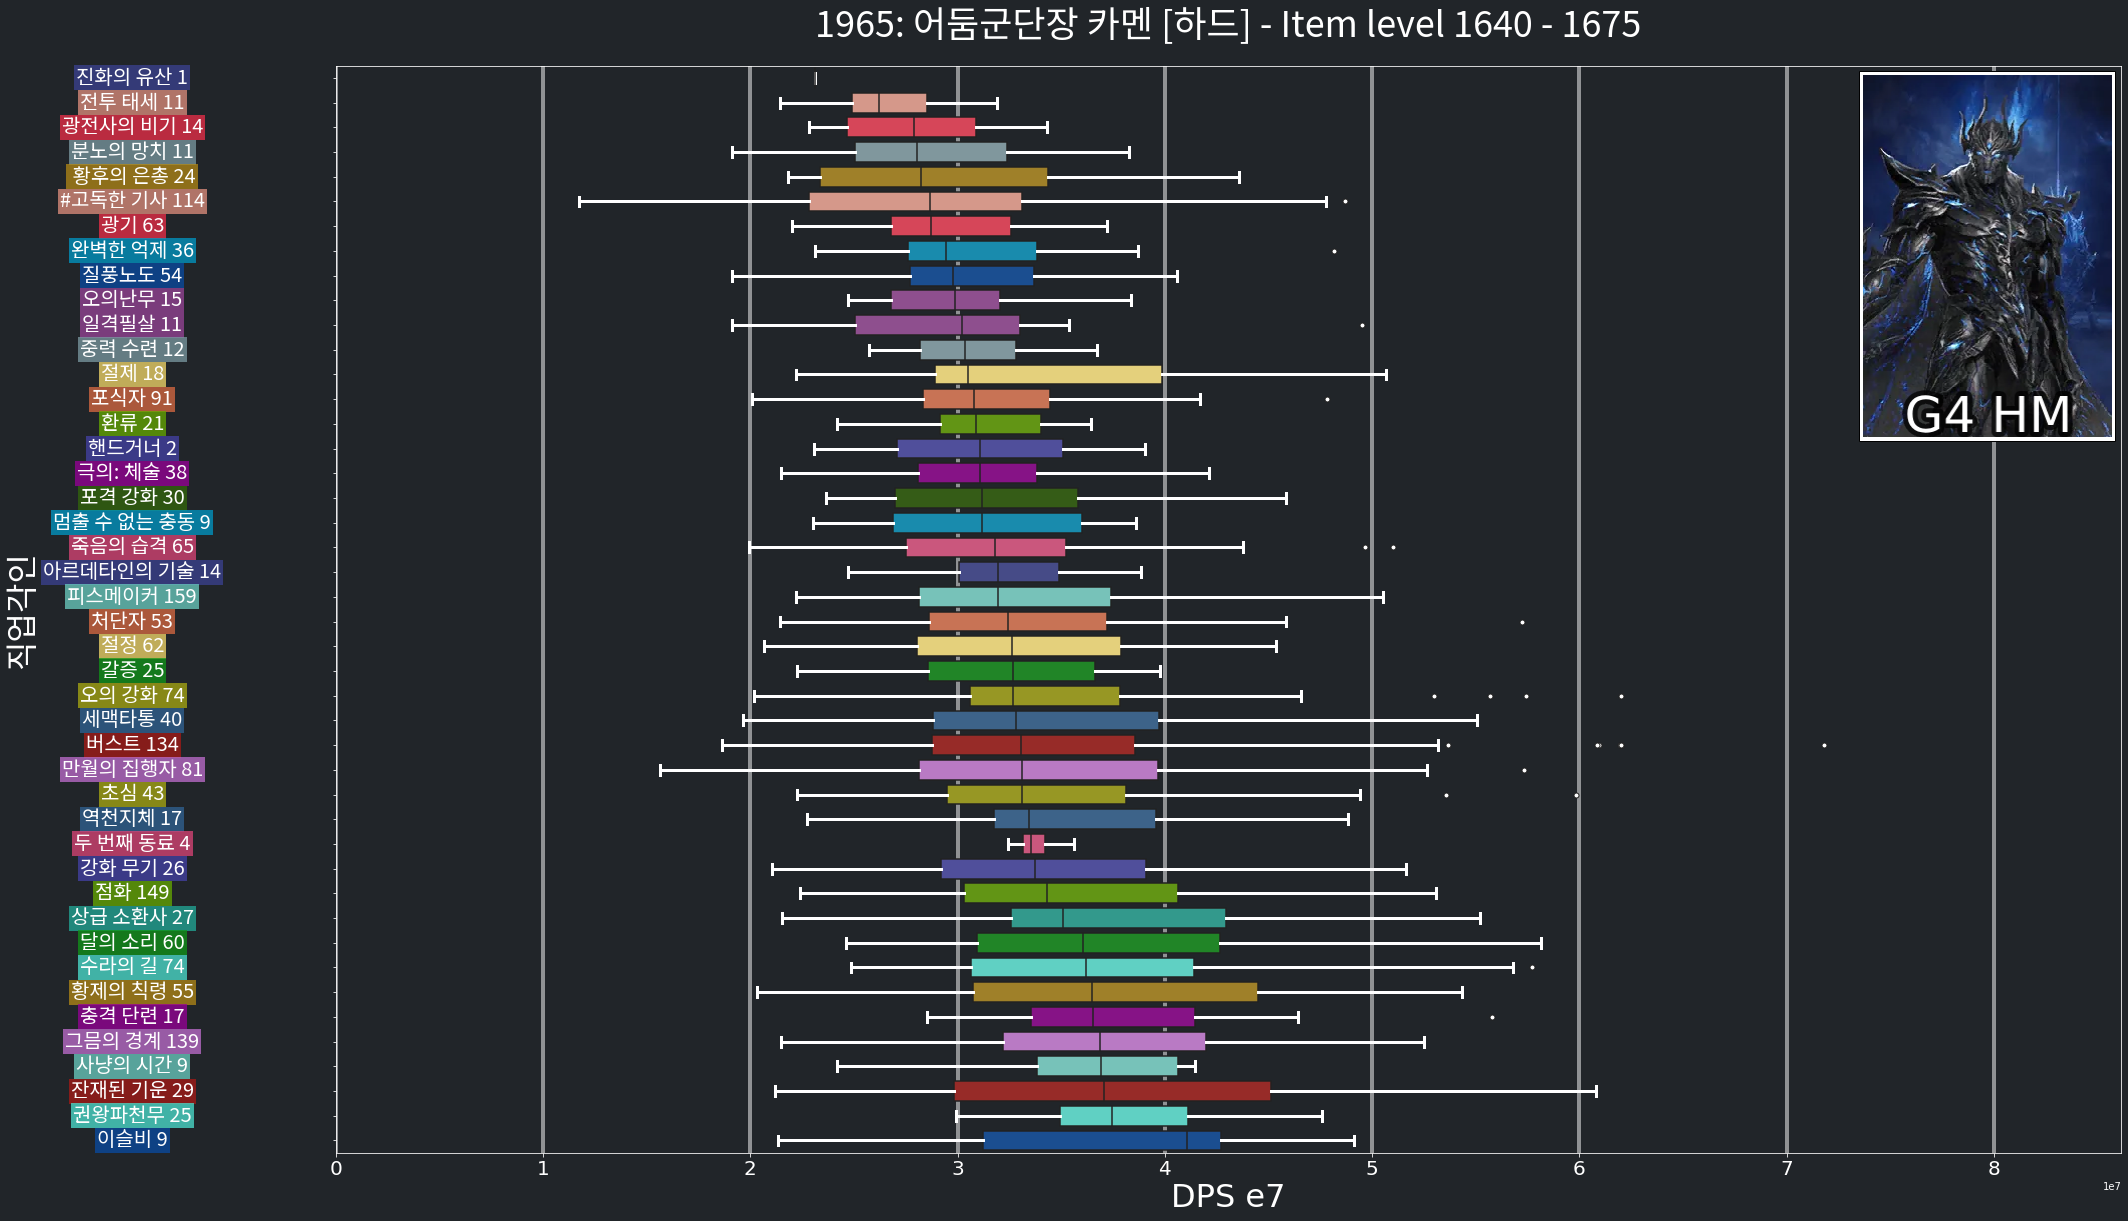 1965: 어둠군단장 카멘 [하드] - Item level 1640 - 1675
진화의 유산 1
전투 태세 11
광전사의 비기 14
분노의 망치 11
황후의 은총 24
#고독한 기사 114
광기 63
완벽한 억제 36
질풍노도 54
오의난무 15
일격필살 11
중력 수련 12
절제 18
포식자 91
환류 21
핸드거너 2
극의: 체술 38
포격 강화 30
멈출 수 없는 충동 9
죽음의 습격 65
아르데타인의 기술 14
피스메이커 159
처단자 53
절정 62
갈증 25
오의 강화 74
세맥타통 40
버스트 134
만월의 집행자 81
초심 43
역천지체 17
두 번째 동료 4
강화 무기 26
점화 149
상급 소환사 27
달의 소리 60
수라의 길 74
황제의 칙령 55
충격 단련 17
그믐의 경계 139
사냥의 시간 9
잔재된 기운 29
권왕파천무 25
이슬비 9
직업각인
G4 HM
0 1 2 3 4 5 6 7 8
1e7
DPS e7